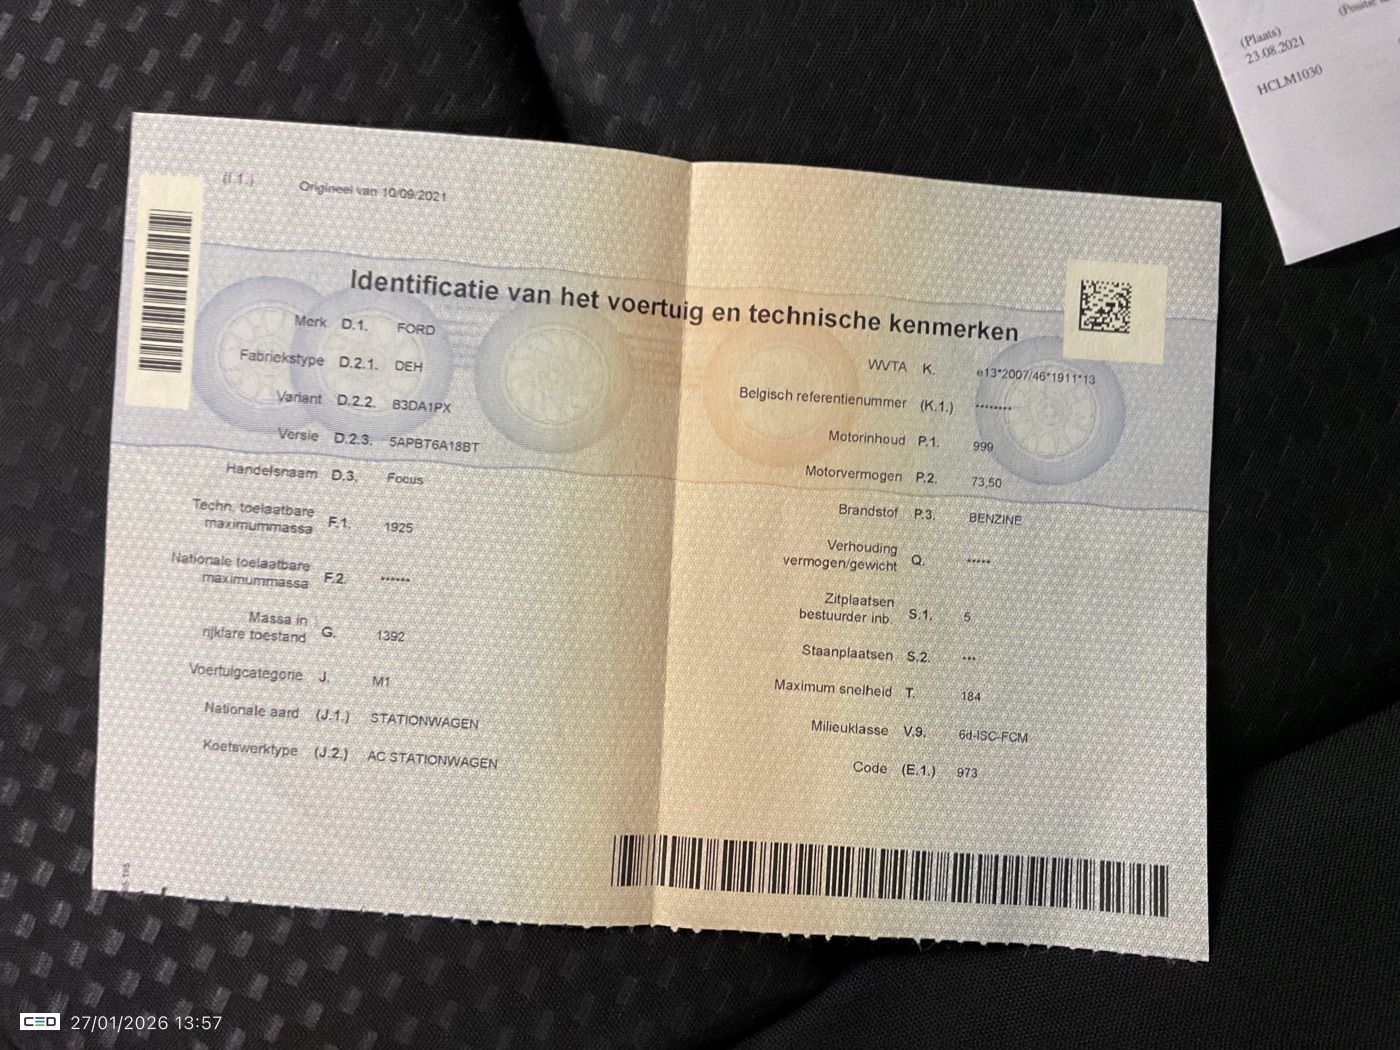 (Plaats)
23.08.2021
HCLM1030
(I.1.) Origineel van 10/09/2021
Identificatie van het voertuig en technische kenmerken
Merk D.1. FORD
Fabriekstype D.2.1. DEH
Variant D.2.2. B3DA1PX
Versie D.2.3. 5APBT6A18BT
Handelsnaam D.3. Focus
Techn. toelaatbare
maximummassa F.1. 1925
Nationale toelaatbare
maximummassa F.2. ******
Massa in
rijklare toestand G. 1392
Voertuigcategorie J. M1
Nationale aard (J.1.) STATIONWAGEN
Koetswerktype (J.2.) AC STATIONWAGEN
WVTA K. e13*2007/46*1911*13
Belgisch referentienummer (K.1.) ********
Motorinhoud P.1. 999
Motorvermogen P.2. 73,50
Brandstof P.3. BENZINE
Verhouding
vermogen/gewicht Q. *****
Zitplaatsen
bestuurder inb. S.1. 5
Staanplaatsen S.2. ***
Maximum snelheid T. 184
Milieuklasse V.9. 6d-ISC-FCM
Code (E.1.) 973
CED 27/01/2026 13:57